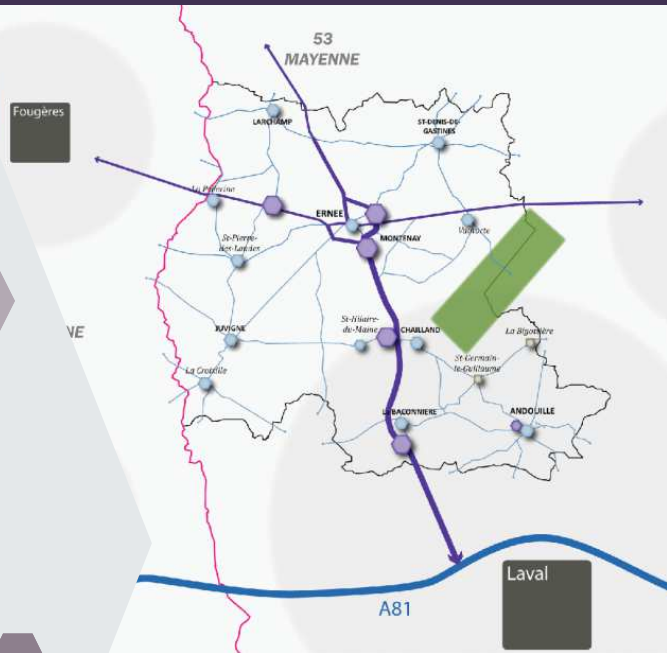 53
MAYENNE
Fougères
LARCHAMP
ST-DENIS-DE-
GASTINES
La Pellerine
ERNEE
Vautorte
St-Pierre-
des-Landes
MONTENAY
NE
JUVIGNE
St-Hilaire-
du-Maine
CHAILLAND
La Bigottière
St-Germain-
le-Guillaume
La Croixille
La BACONNIERE
ANDOUILLE
Laval
A81